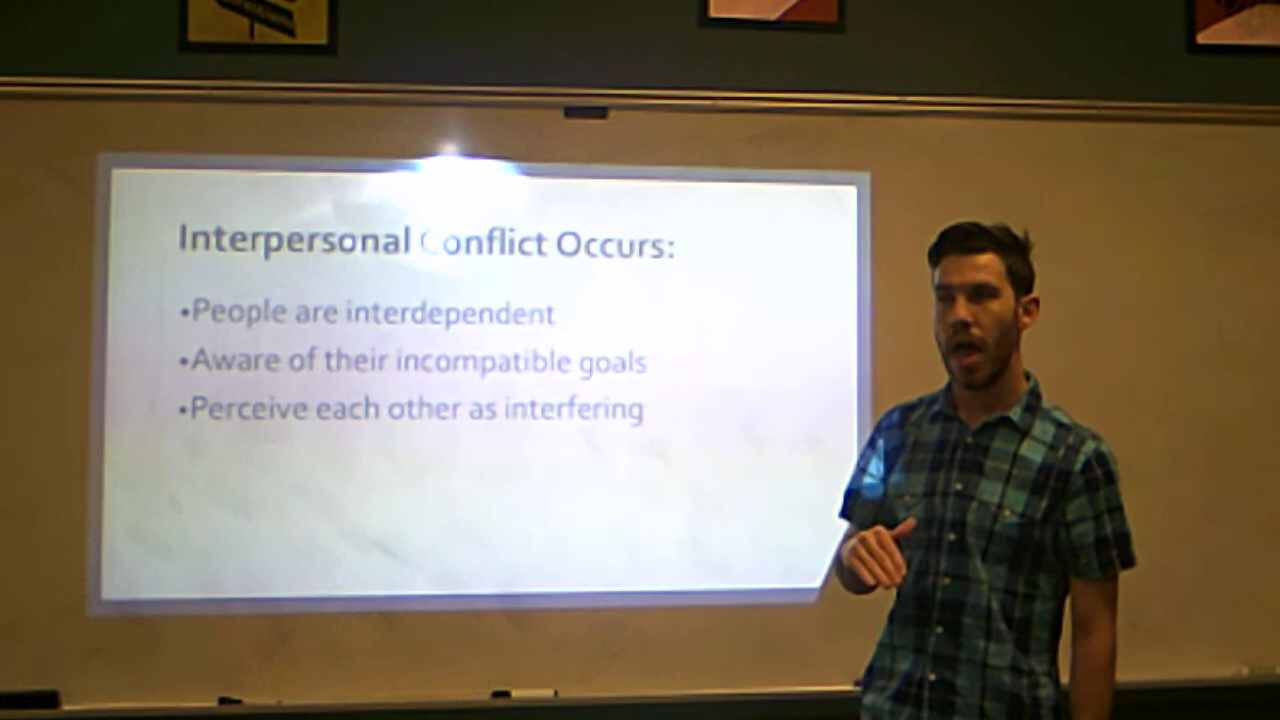 Interpersonal Conflict Occurs:
•People are interdependent
•Aware of their incompatible goals
•Perceive each other as interfering